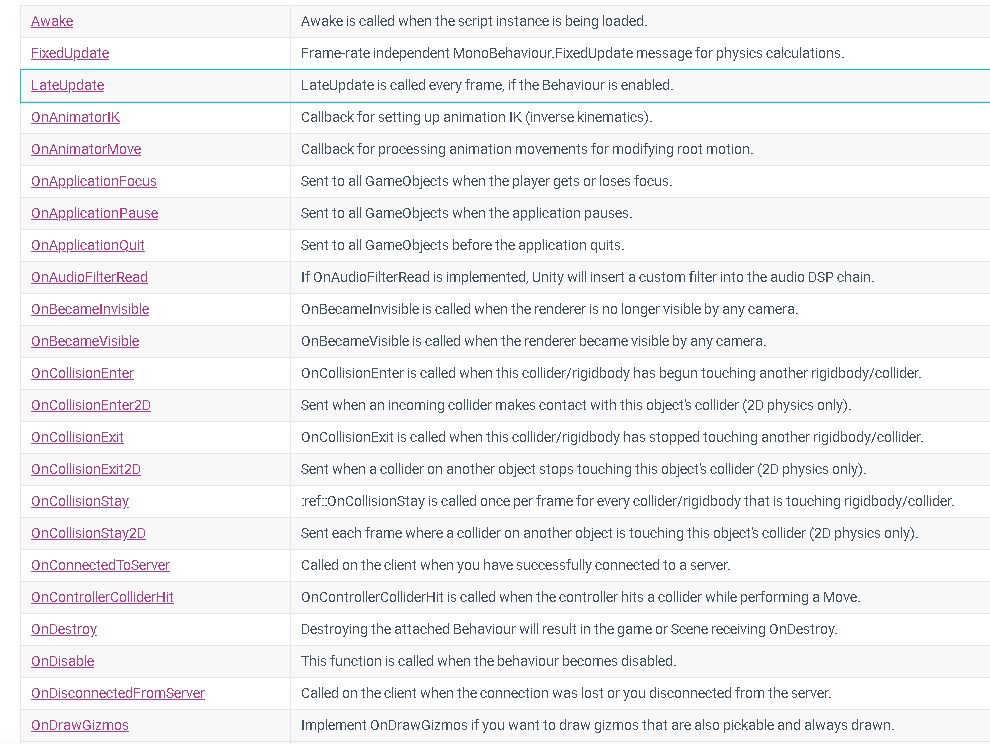 Awake Awake is called when the script instance is being loaded.
FixedUpdate Frame-rate independent MonoBehaviour.FixedUpdate message for physics calculations.
LateUpdate LateUpdate is called every frame, if the Behaviour is enabled.
OnAnimatorIK Callback for setting up animation IK (inverse kinematics).
OnAnimatorMove Callback for processing animation movements for modifying root motion.
OnApplicationFocus Sent to all GameObjects when the player gets or loses focus.
OnApplicationPause Sent to all GameObjects when the application pauses.
OnApplicationQuit Sent to all GameObjects before the application quits.
OnAudioFilterRead If OnAudioFilterRead is implemented, Unity will insert a custom filter into the audio DSP chain.
OnBecameInvisible OnBecameInvisible is called when the renderer is no longer visible by any camera.
OnBecameVisible OnBecameVisible is called when the renderer became visible by any camera.
OnCollisionEnter OnCollisionEnter is called when this collider/rigidbody has begun touching another rigidbody/collider.
OnCollisionEnter2D Sent when an incoming collider makes contact with this object's collider (2D physics only).
OnCollisionExit OnCollisionExit is called when this collider/rigidbody has stopped touching another rigidbody/collider.
OnCollisionExit2D Sent when a collider on another object stops touching this object's collider (2D physics only).
OnCollisionStay :ref::OnCollisionStay is called once per frame for every collider/rigidbody that is touching rigidbody/collider.
OnCollisionStay2D Sent each frame where a collider on another object is touching this object's collider (2D physics only).
OnConnectedToServer Called on the client when you have successfully connected to a server.
OnControllerColliderHit OnControllerColliderHit is called when the controller hits a collider while performing a Move.
OnDestroy Destroying the attached Behaviour will result in the game or Scene receiving OnDestroy.
OnDisable This function is called when the behaviour becomes disabled.
OnDisconnectedFromServer Called on the client when the connection was lost or you disconnected from the server.
OnDrawGizmos Implement OnDrawGizmos if you want to draw gizmos that are also pickable and always drawn.